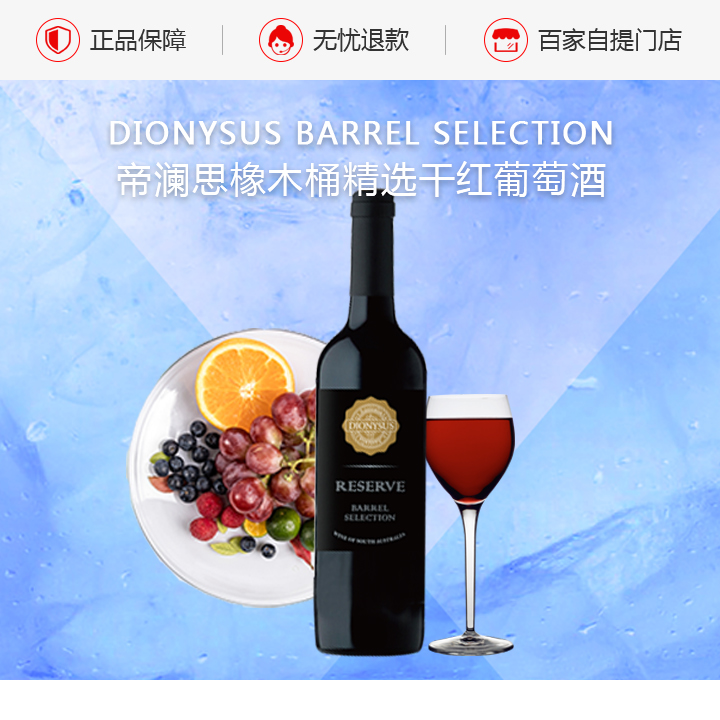 正品保障 无忧退款 百家自提门店
DIONYSUS BARREL SELECTION
帝澜思橡木桶精选干红葡萄酒
DIONYSUS
RESERVE
BARREL
SELECTION
WINE OF SOUTH AUSTRALIA